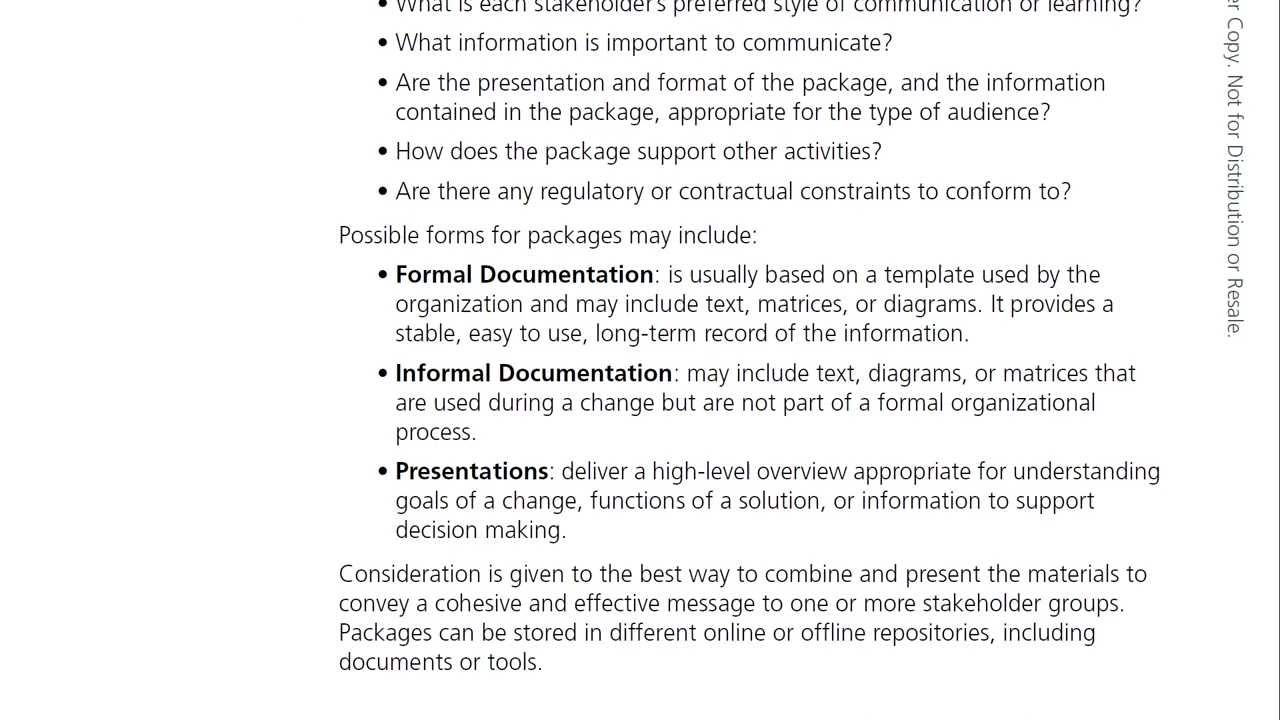 • What is each stakeholder's preferred style of communication or learning?
• What information is important to communicate?
• Are the presentation and format of the package, and the information
contained in the package, appropriate for the type of audience?
• How does the package support other activities?
• Are there any regulatory or contractual constraints to conform to?
Possible forms for packages may include:
• Formal Documentation: is usually based on a template used by the
organization and may include text, matrices, or diagrams. It provides a
stable, easy to use, long-term record of the information.
• Informal Documentation: may include text, diagrams, or matrices that
are used during a change but are not part of a formal organizational
process.
• Presentations: deliver a high-level overview appropriate for understanding
goals of a change, functions of a solution, or information to support
decision making.
Consideration is given to the best way to combine and present the materials to
convey a cohesive and effective message to one or more stakeholder groups.
Packages can be stored in different online or offline repositories, including
documents or tools.
er Copy. Not for Distribution or Resale.